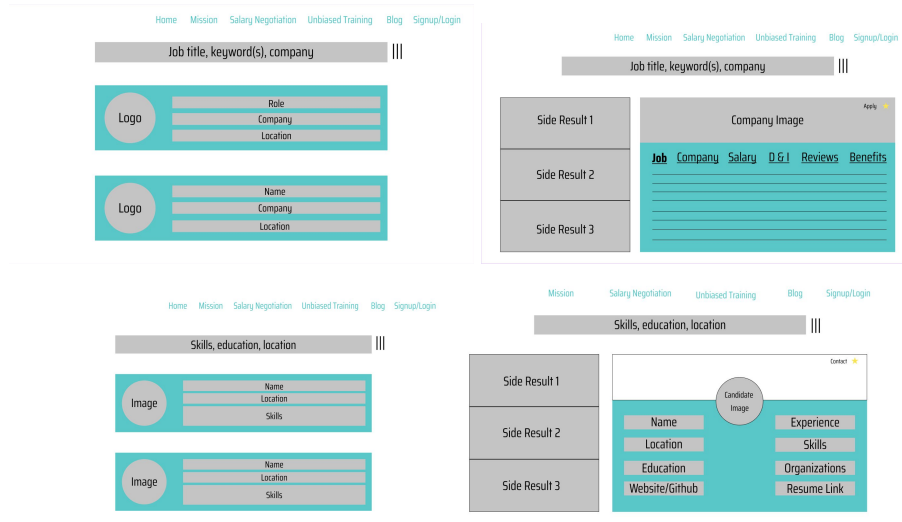 Home Mission Salary Negotiation Unbiased Training Blog Signup/Login
Job title, keyword(s), company
Logo
Role
Company
Location
Logo
Name
Company
Location
Home Mission Salary Negotiation Unbiased Training Blog Signup/Login
Job title, keyword(s), company
Side Result 1
Side Result 2
Side Result 3
Apply
Company Image
Job Company Salary D & I Reviews Benefits
Home Mission Salary Negotiation Unbiased Training Blog Signup/Login
Skills, education, location
Image
Name
Location
Skills
Image
Name
Location
Skills
Mission Salary Negotiation Unbiased Training Blog Signup/Login
Skills, education, location
Side Result 1
Side Result 2
Side Result 3
Contact
Candidate
Image
Name
Location
Education
Website/Github
Experience
Skills
Organizations
Resume Link